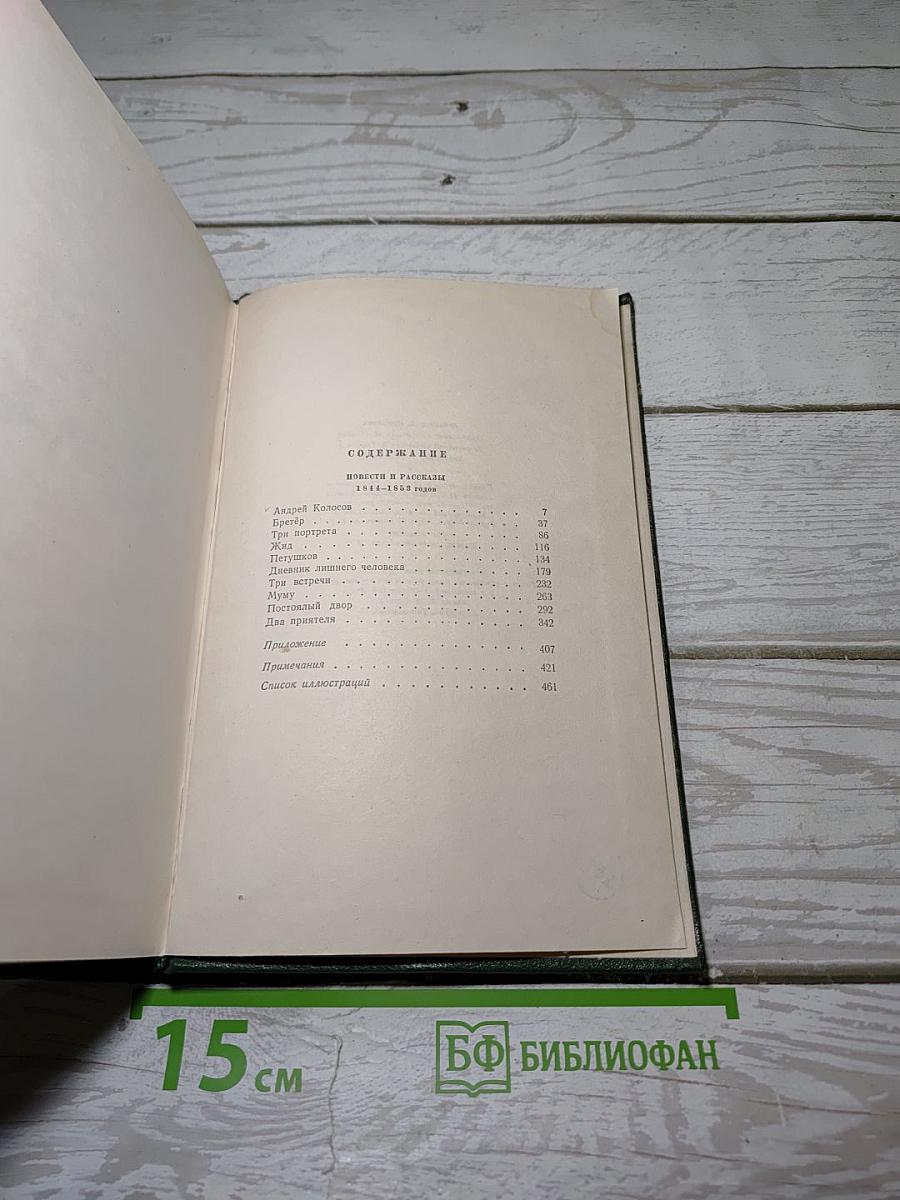 СОДЕРЖАНИЕ
ПОВЕСТИ И РАССКАЗЫ
1844—1853 годов
Андрей Колосов . . . . . . . . . . . . 7
Бретёр . . . . . . . . . . . . . . . 37
Три портрета . . . . . . . . . . . . . 86
Жид . . . . . . . . . . . . . . . . 116
Петушков . . . . . . . . . . . . . . 134
Дневник лишнего человека . . . . . . . . 179
Три встречи . . . . . . . . . . . . . 232
Муму . . . . . . . . . . . . . . . 263
Постоялый двор . . . . . . . . . . . . 292
Два приятеля . . . . . . . . . . . . . 342
Приложение . . . . . . . . . . . . . 407
Примечания . . . . . . . . . . . . . 421
Список иллюстраций . . . . . . . . . . . 461
15 см
БФ БИБЛИОФАН